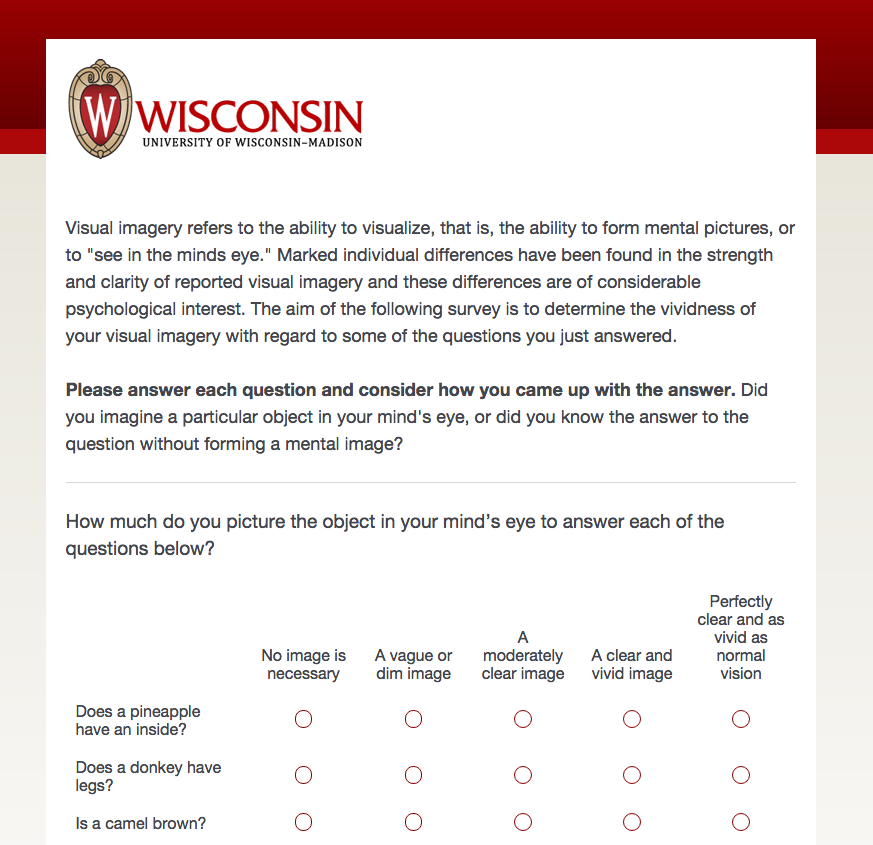 W
WISCONSIN
UNIVERSITY OF WISCONSIN–MADISON
Visual imagery refers to the ability to visualize, that is, the ability to form mental pictures, or
to "see in the minds eye." Marked individual differences have been found in the strength
and clarity of reported visual imagery and these differences are of considerable
psychological interest. The aim of the following survey is to determine the vividness of
your visual imagery with regard to some of the questions you just answered.
Please answer each question and consider how you came up with the answer. Did
you imagine a particular object in your mind's eye, or did you know the answer to the
question without forming a mental image?
How much do you picture the object in your mind’s eye to answer each of the
questions below?
No image is
necessary
A vague or
dim image
A
moderately
clear image
A clear and
vivid image
Perfectly
clear and as
vivid as
normal
vision
Does a pineapple
have an inside?
Does a donkey have
legs?
Is a camel brown?